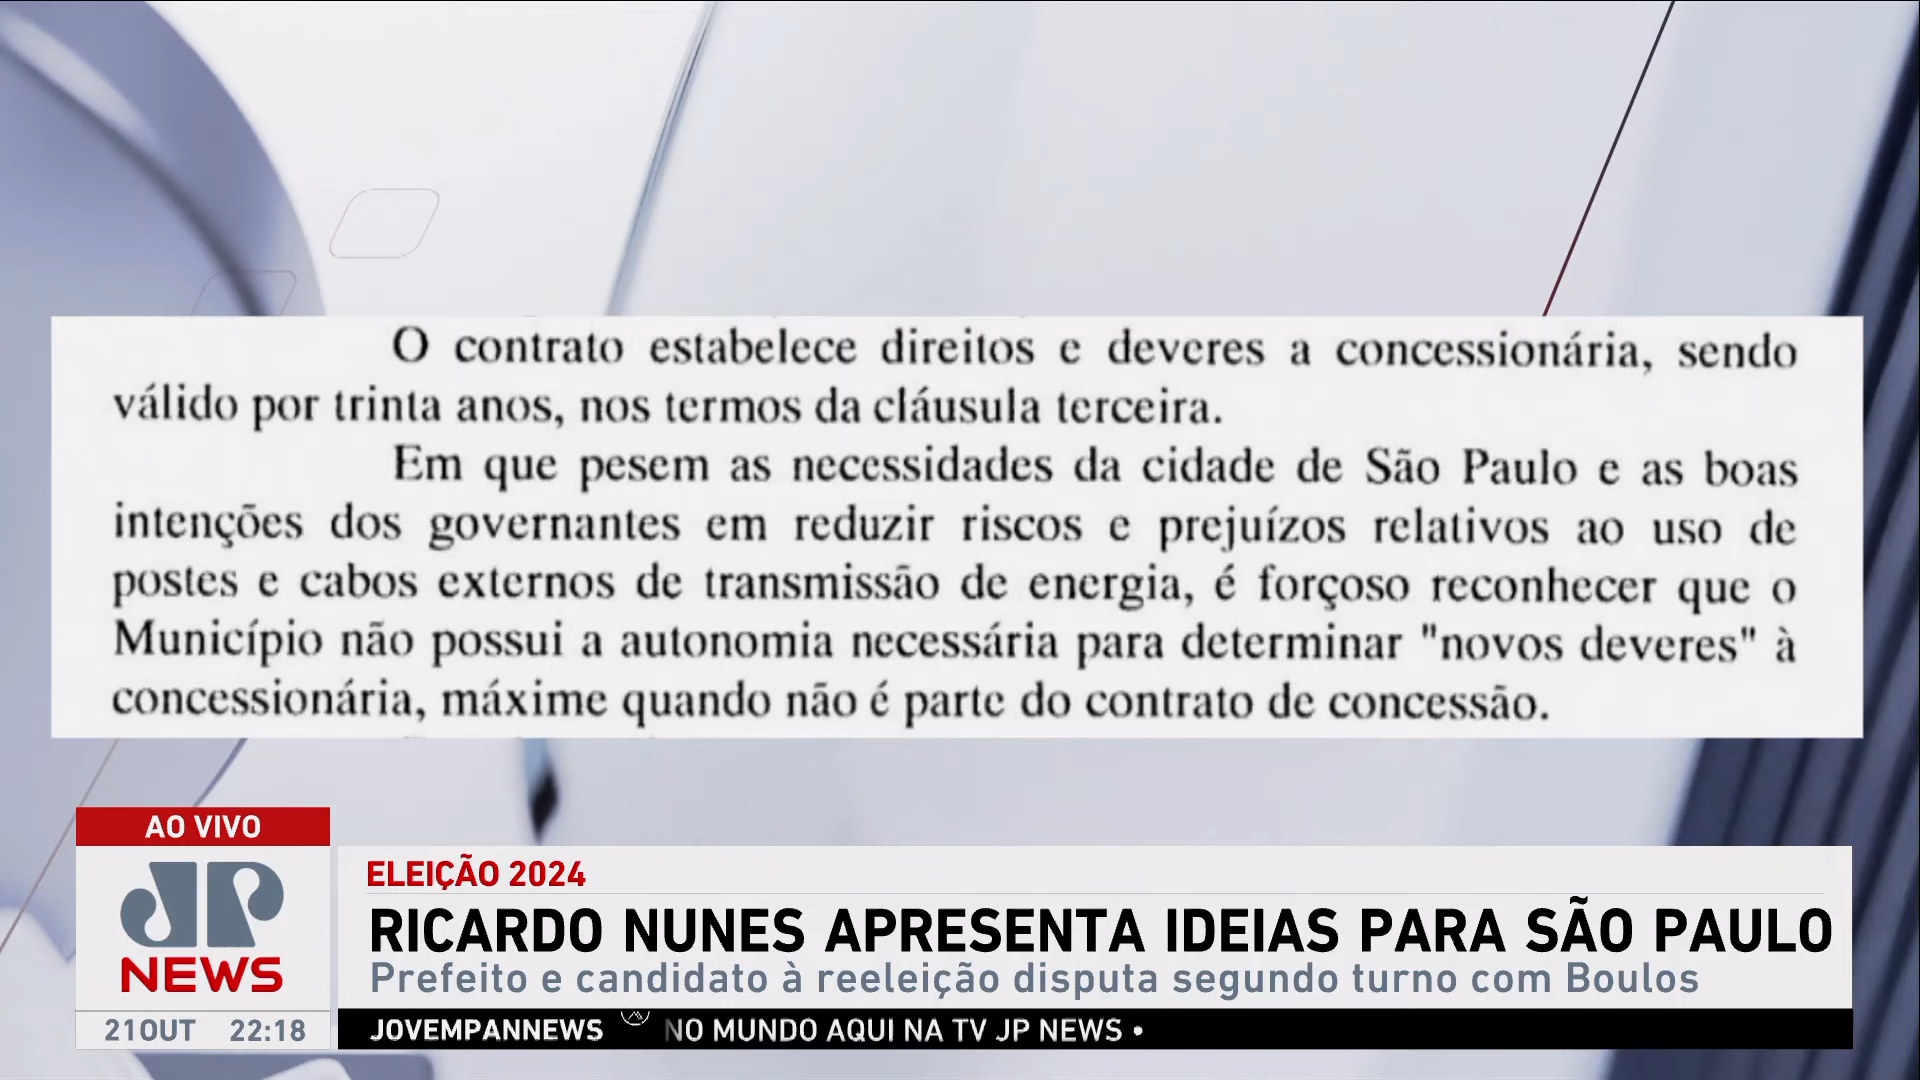 O contrato estabelece direitos e deveres a concessionária, sendo
válido por trinta anos, nos termos da cláusula terceira.
Em que pesem as necessidades da cidade de São Paulo e as boas
intenções dos governantes em reduzir riscos e prejuízos relativos ao uso de
postes e cabos externos de transmissão de energia, é forçoso reconhecer que o
Município não possui a autonomia necessária para determinar "novos deveres" à
concessionária, máxime quando não é parte do contrato de concessão.
AO VIVO
JP
NEWS
21OUT 22:18
ELEIÇÃO 2024
RICARDO NUNES APRESENTA IDEIAS PARA SÃO PAULO
Prefeito e candidato à reeleição disputa segundo turno com Boulos
JOVEMPANNEWS NO MUNDO AQUI NA TV JP NEWS •